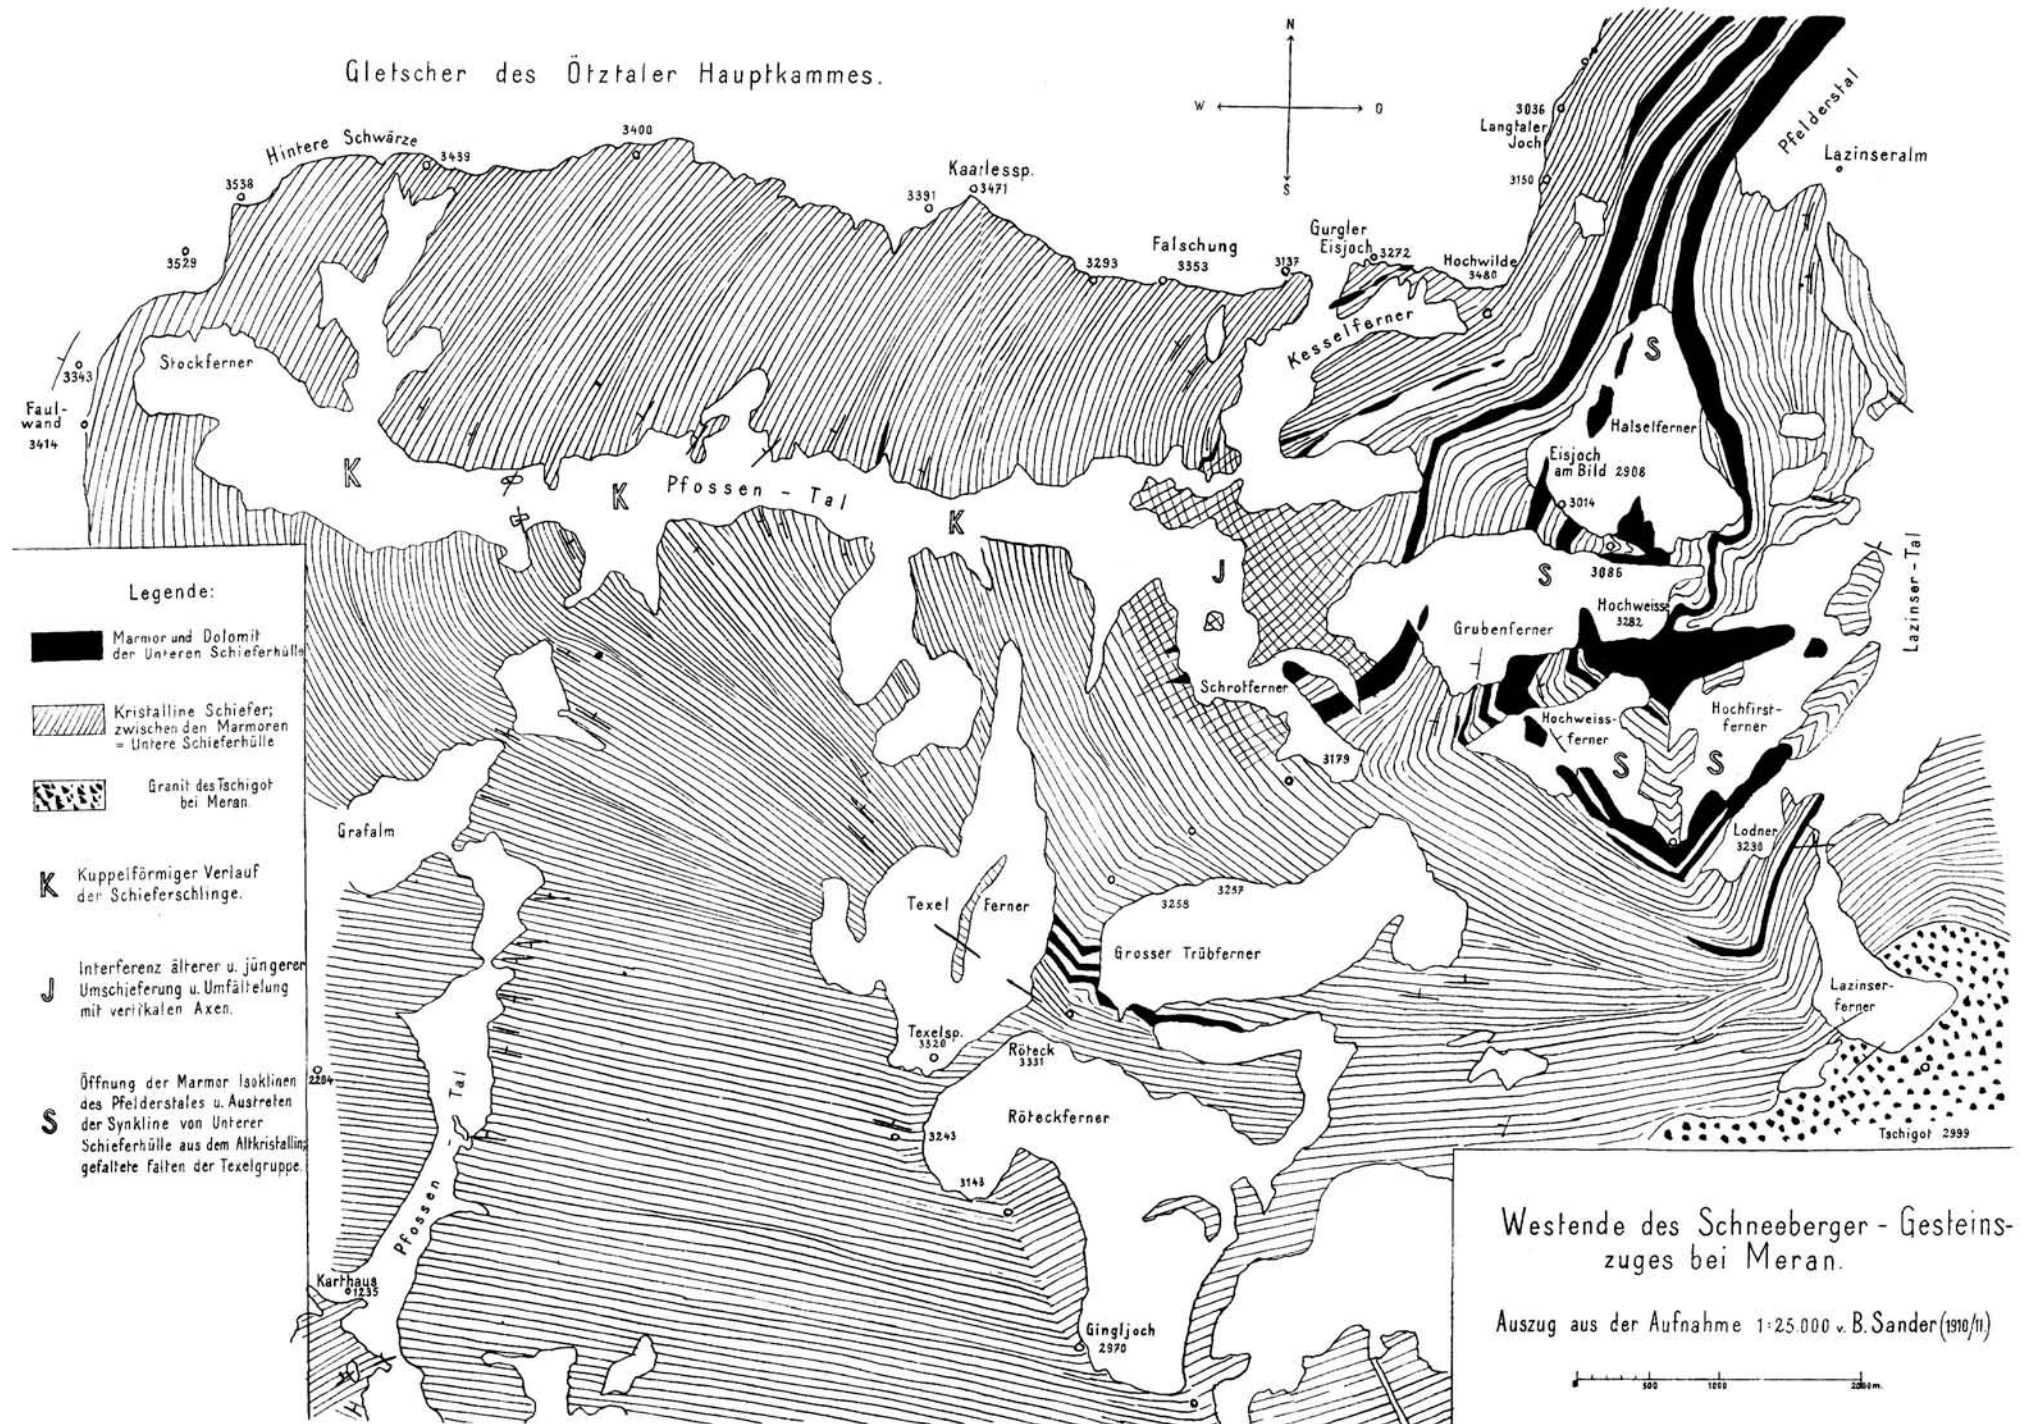 Gletscher des Ötztaler Hauptkammes.
N
W
O
S
Hintere Schwärze
3439
3400
3538
3529
Kaarlessp.
3471
3391
Falschung
3353
3293
3137
Gurgler
Eisjoch
3272
Hochwilde
3480
3036
Langtaler
Joch
3150
Pfelderstal
Lazinseralm
Kesselferner
Stockferner
3343
Faul-
wand
3414
K
K
Pfossen - Tal
K
S
Halselferner
Eisjoch
am Bild 2908
3014
3086
S
J
Hochweisse
3282
Grubenferner
Lazinser-Tal
Schrotferner
3179
Hochweiss-
ferner
Hochfirst-
ferner
S
S
Lodner
3230
Grafalm
Texel Ferner
3258
3257
Grosser Trübferner
Lazinser-
ferner
Texelsp.
3320
Röteck
3331
Röteckferner
3243
3143
Tschigot 2999
2204
Pfossen - Tal
Karthaus
1235
Gingljoch
2970
Legende:
Marmor und Dolomit
der Unteren Schieferhülle
Kristalline Schiefer;
zwischen den Marmoren
= Untere Schieferhülle
Granit des Tschigot
bei Meran.
K
Kuppelförmiger Verlauf
der Schieferschlinge.
J
Interferenz älterer u. jüngerer
Umschieferung u. Umfältelung
mit vertikalen Axen.
S
Öffnung der Marmor Isoklinen
des Pfelderstales u. Austreten
der Synkline von Unterer
Schieferhülle aus dem Altkristallin;
gefaltete Falten der Texelgruppe.
Westende des Schneeberger - Gesteins-
zuges bei Meran.
Auszug aus der Aufnahme 1:25.000 v. B. Sander (1910/11.)
500 1000 2000 m.